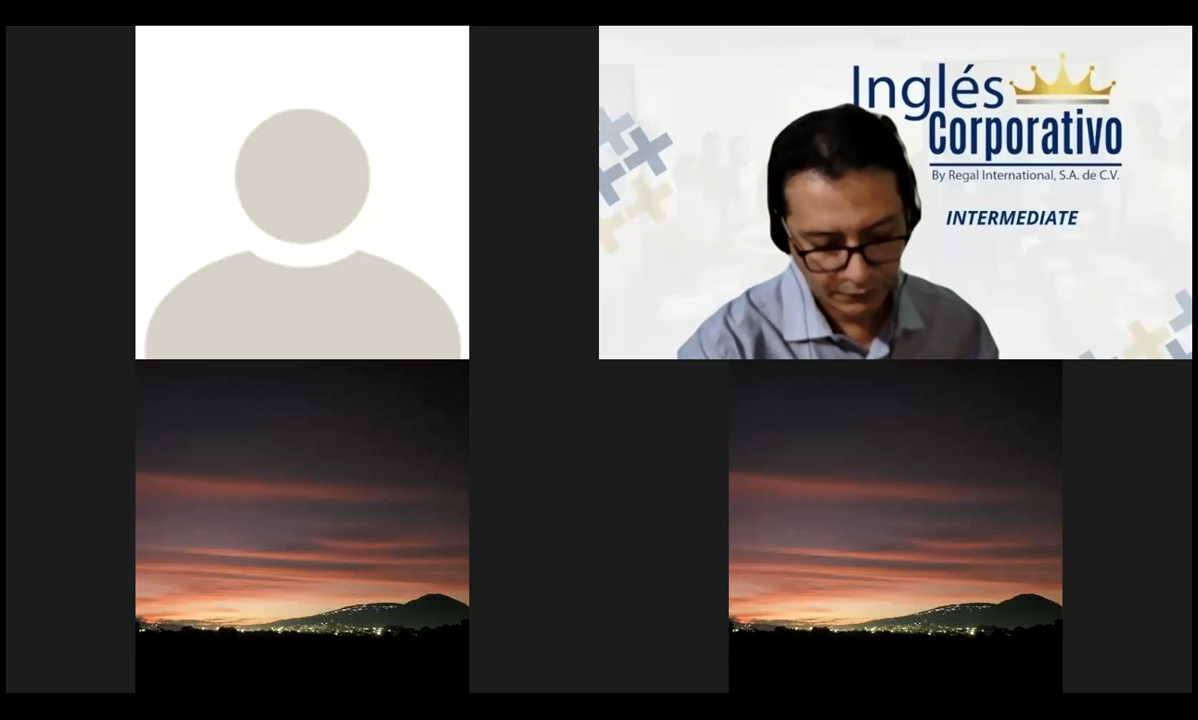 Inglés
Corporativo
By Regal International, S.A. de C.V.
INTERMEDIATE